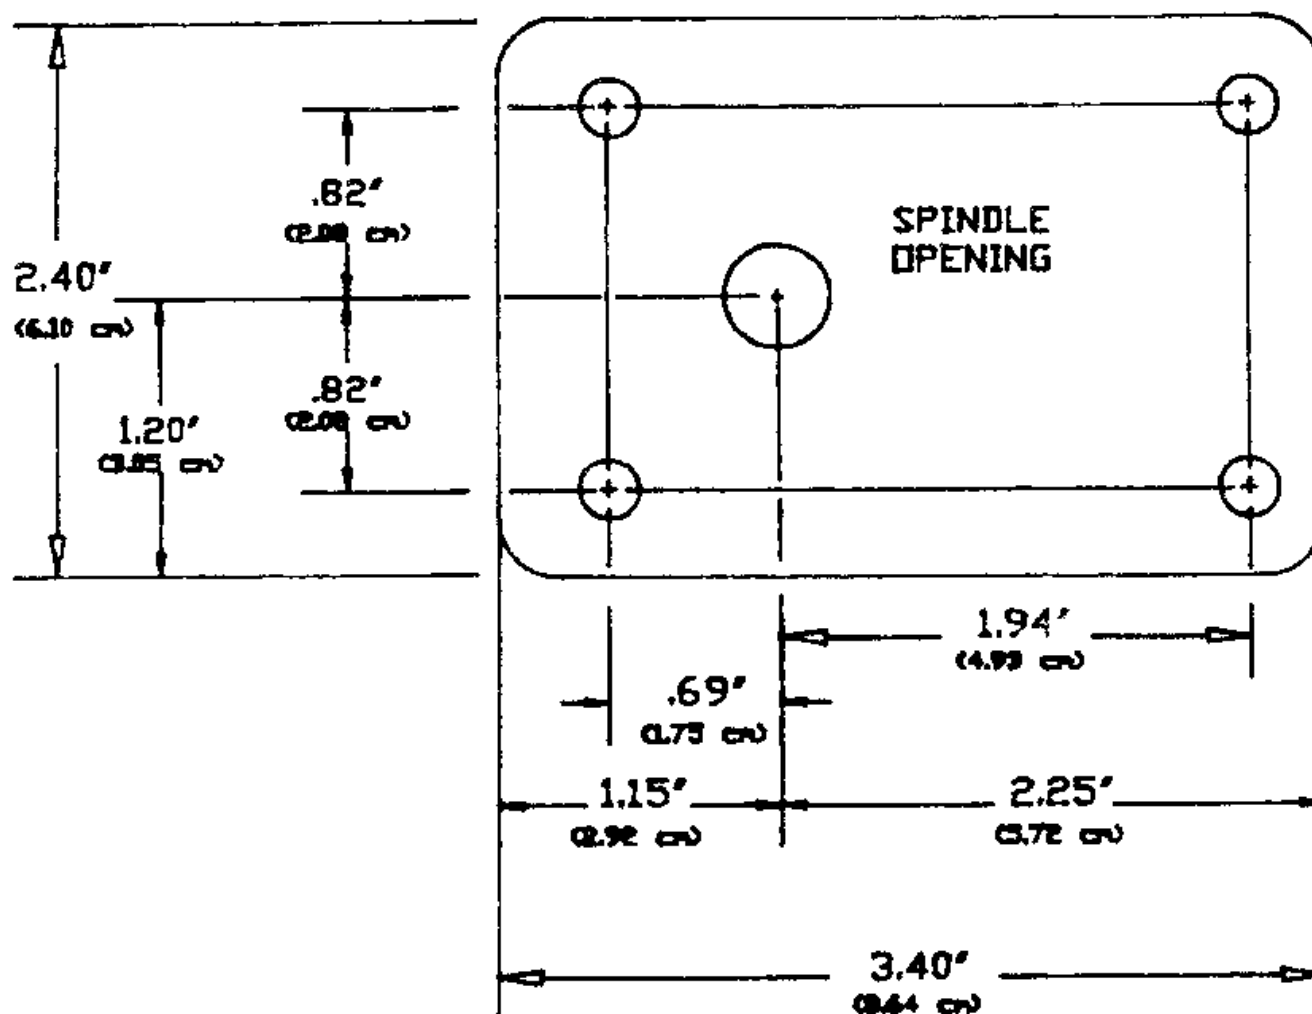 .82"
(2.08 cm)
SPINDLE
OPENING
2.40"
(6.10 cm)
.82"
(2.08 cm)
1.20"
(3.05 cm)
1.94"
(4.93 cm)
.69"
(1.75 cm)
1.15"
(2.92 cm)
2.25"
(5.72 cm)
3.40"
(8.64 cm)